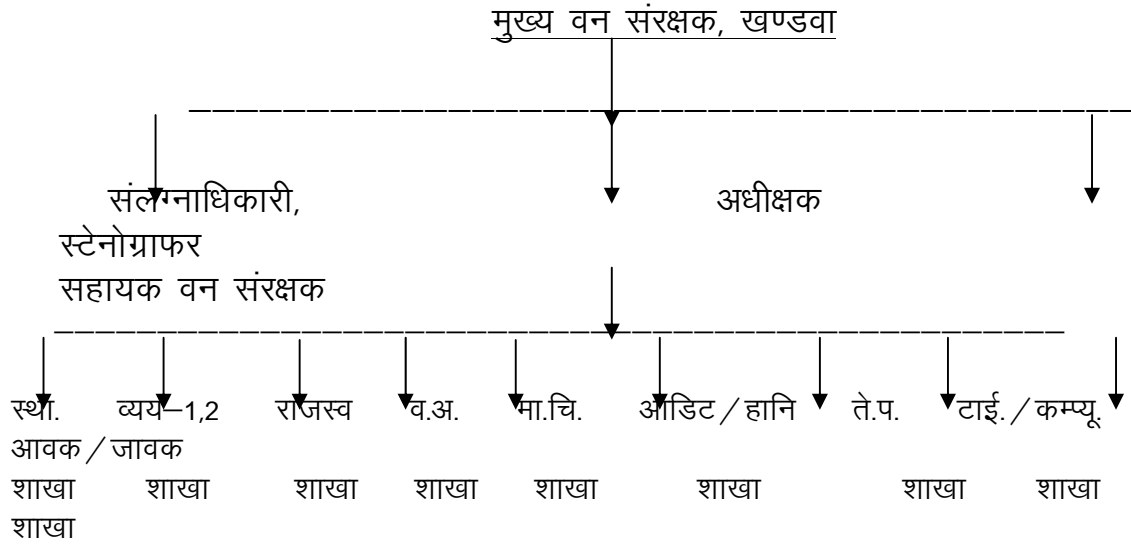 मुख्य वन संरक्षक, खण्डवा
संलग्नाधिकारी, अधीक्षक
स्टेनोग्राफर
सहायक वन संरक्षक
स्था. व्यय–1,2 राजस्व व.अ. मा.चि. आडिट / हानि ते.प. टाई. / कम्प्यू.
आवक / जावक
शाखा शाखा शाखा शाखा शाखा शाखा शाखा शाखा
शाखा